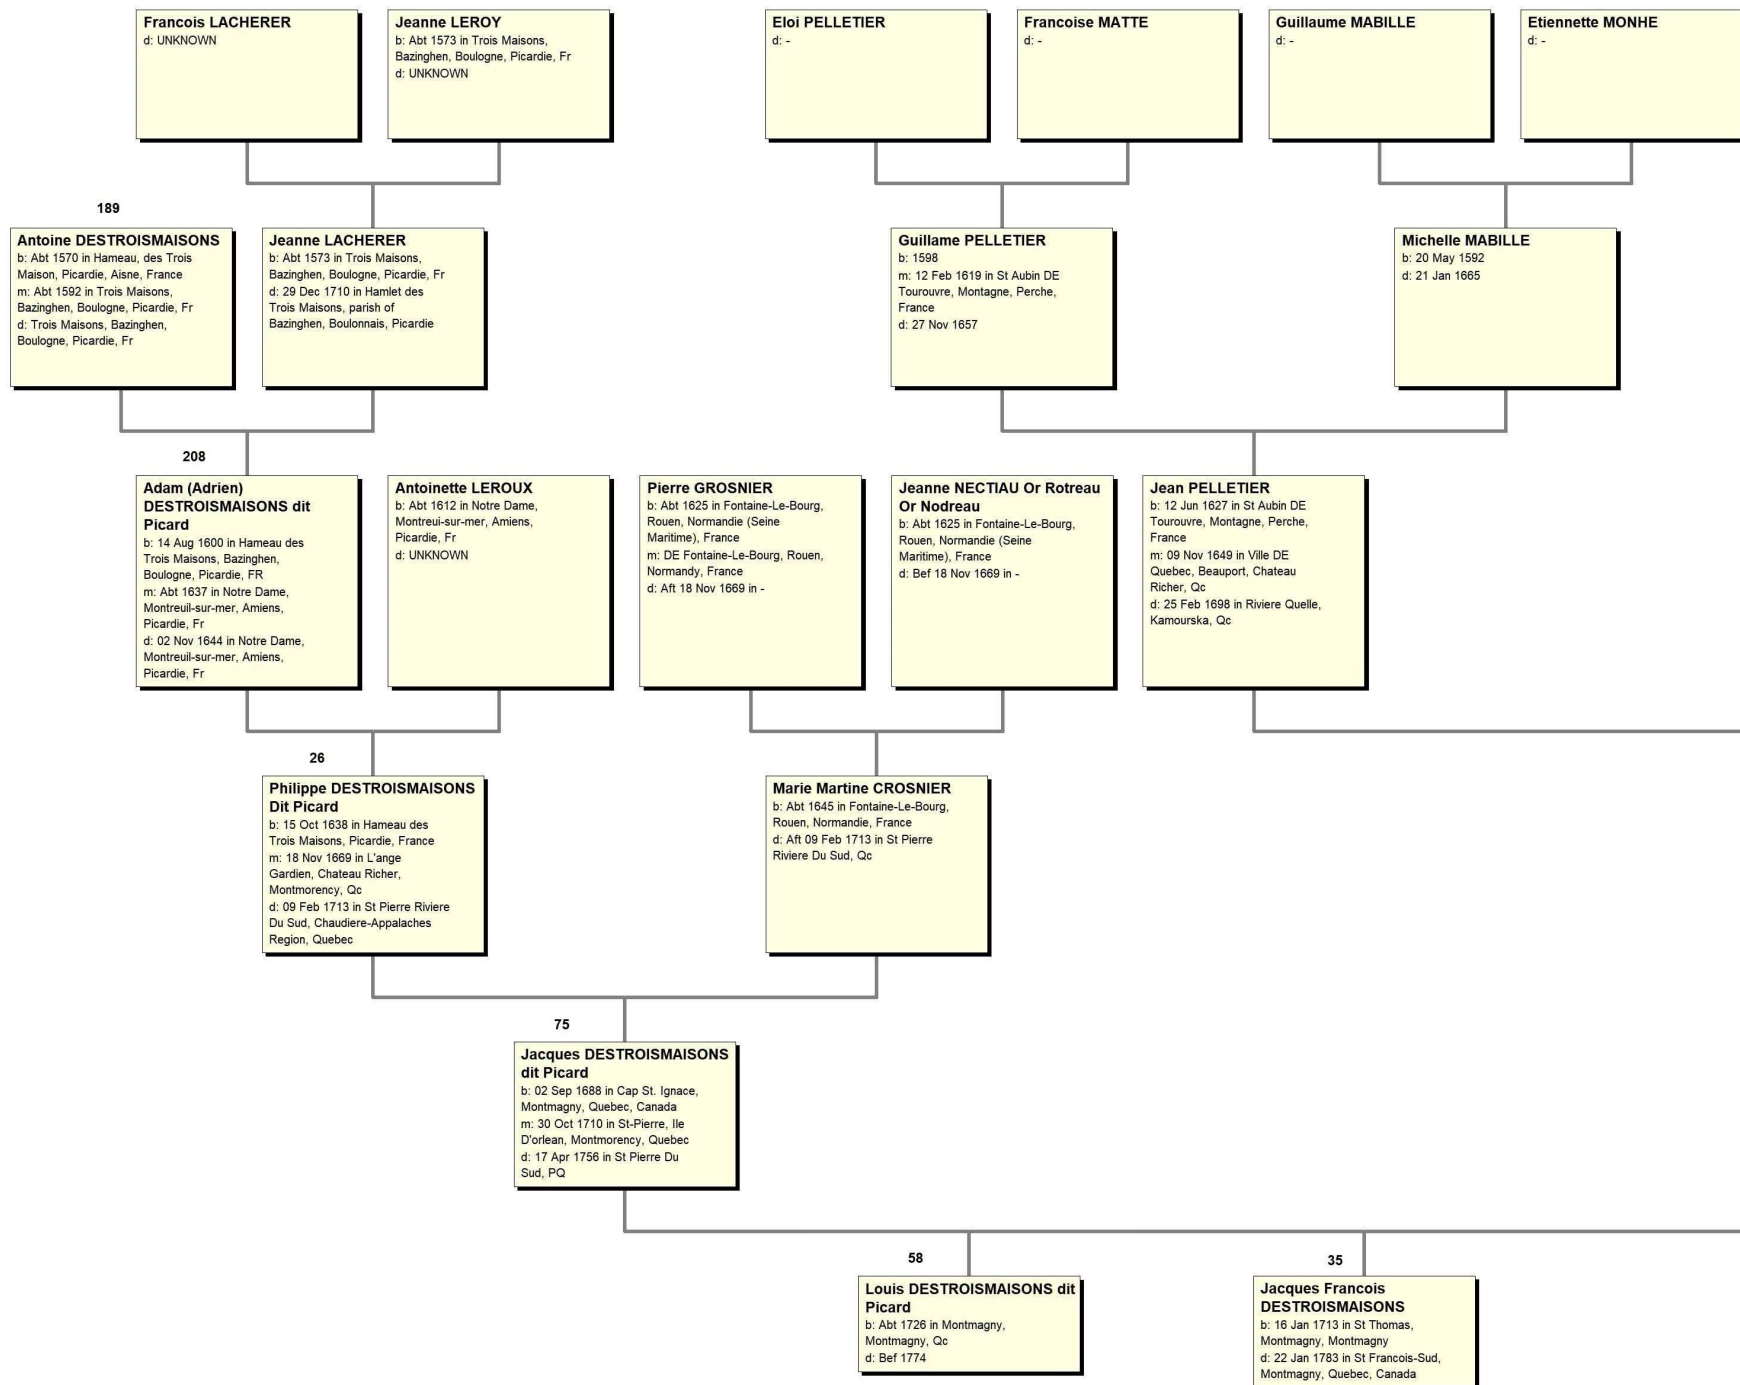 Francois LACHERER
d: UNKNOWN
Jeanne LEROY
b: Abt 1573 in Trois Maisons,
Bazinghen, Boulogne, Picardie, Fr
d: UNKNOWN
Eloi PELLETIER
d: -
Francoise MATTE
d: -
Guillaume MABILLE
d: -
Etiennette MONHE
d: -
189
Antoine DESTROISMAISONS
b: Abt 1570 in Hameau, des Trois
Maison, Picardie, Aisne, France
m: Abt 1592 in Trois Maisons,
Bazinghen, Boulogne, Picardie, Fr
d: Trois Maisons, Bazinghen,
Boulogne, Picardie, Fr
Jeanne LACHERER
b: Abt 1573 in Trois Maisons,
Bazinghen, Boulogne, Picardie, Fr
d: 29 Dec 1710 in Hamlet des
Trois Maisons, parish of
Bazinghen, Boulonnais, Picardie
Guillame PELLETIER
b: 1598
m: 12 Feb 1619 in St Aubin DE
Tourouvre, Montagne, Perche,
France
d: 27 Nov 1657
Michelle MABILLE
b: 20 May 1592
d: 21 Jan 1665
208
Adam (Adrien)
DESTROISMAISONS dit
Picard
b: 14 Aug 1600 in Hameau des
Trois Maisons, Bazinghen,
Boulogne, Picardie, FR
m: Abt 1637 in Notre Dame,
Montreuil-sur-mer, Amiens,
Picardie, Fr
d: 02 Nov 1644 in Notre Dame,
Montreuil-sur-mer, Amiens,
Picardie, Fr
Antoinette LEROUX
b: Abt 1612 in Notre Dame,
Montreui-sur-mer, Amiens,
Picardie, Fr
d: UNKNOWN
Pierre GROSNIER
b: Abt 1625 in Fontaine-Le-Bourg,
Rouen, Normandie (Seine
Maritime), France
m: DE Fontaine-Le-Bourg, Rouen,
Normandy, France
d: Aft 18 Nov 1669 in -
Jeanne NECTIAU Or Rotreau
Or Nodreau
b: Abt 1625 in Fontaine-Le-Bourg,
Rouen, Normandie (Seine
Maritime), France
d: Bef 18 Nov 1669 in -
Jean PELLETIER
b: 12 Jun 1627 in St Aubin DE
Tourouvre, Montagne, Perche,
France
m: 09 Nov 1649 in Ville DE
Quebec, Beauport, Chateau
Richer, Qc
d: 25 Feb 1698 in Riviere Quelle,
Kamourska, Qc
26
Philippe DESTROISMAISONS
Dit Picard
b: 15 Oct 1638 in Hameau des
Trois Maisons, Picardie, France
m: 18 Nov 1669 in L'ange
Gardien, Chateau Richer,
Montmorency, Qc
d: 09 Feb 1713 in St Pierre Riviere
Du Sud, Chaudiere-Appalaches
Region, Quebec
Marie Martine CROSNIER
b: Abt 1645 in Fontaine-Le-Bourg,
Rouen, Normandie, France
d: Aft 09 Feb 1713 in St Pierre
Riviere Du Sud, Qc
75
Jacques DESTROISMAISONS
dit Picard
b: 02 Sep 1688 in Cap St. Ignace,
Montmagny, Quebec, Canada
m: 30 Oct 1710 in St-Pierre, Ile
D'orlean, Montmorency, Quebec
d: 17 Apr 1756 in St Pierre Du
Sud, PQ
58
Louis DESTROISMAISONS dit
Picard
b: Abt 1726 in Montmagny,
Montmagny, Qc
d: Bef 1774
35
Jacques Francois
DESTROISMAISONS
b: 16 Jan 1713 in St Thomas,
Montmagny, Montmagny
d: 22 Jan 1783 in St Francois-Sud,
Montmagny, Quebec, Canada